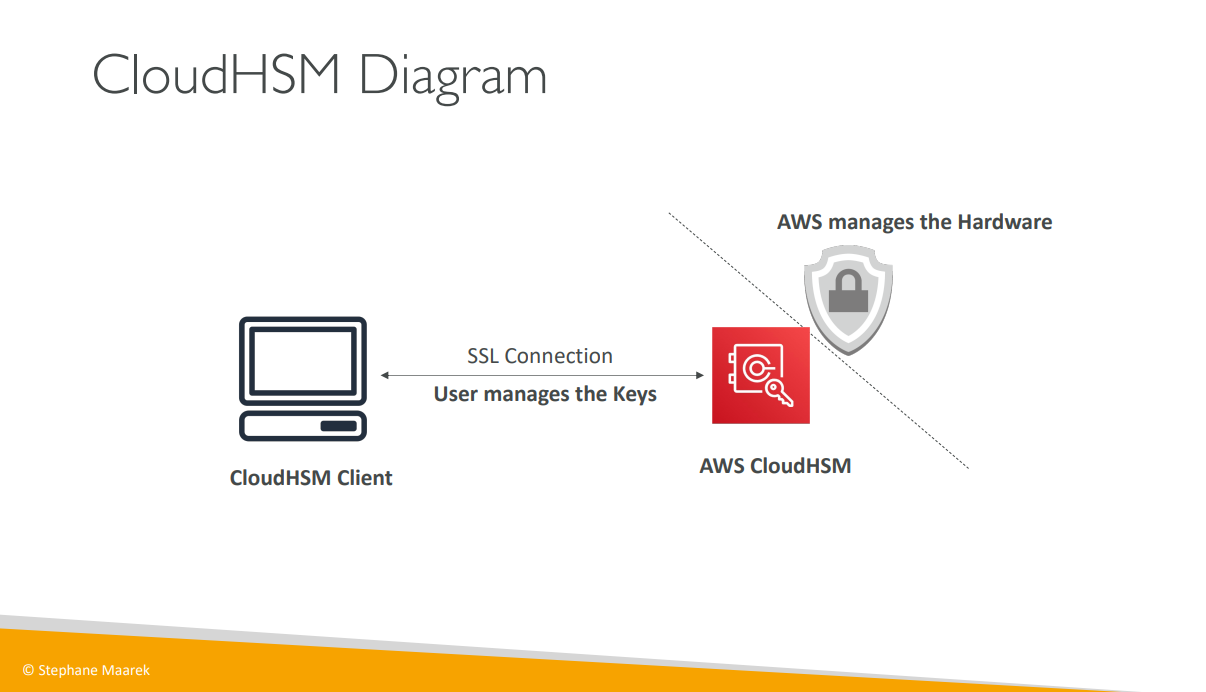 CloudHSM Diagram
AWS manages the Hardware
SSL Connection
User manages the Keys
CloudHSM Client
AWS CloudHSM
© Stephane Maarek